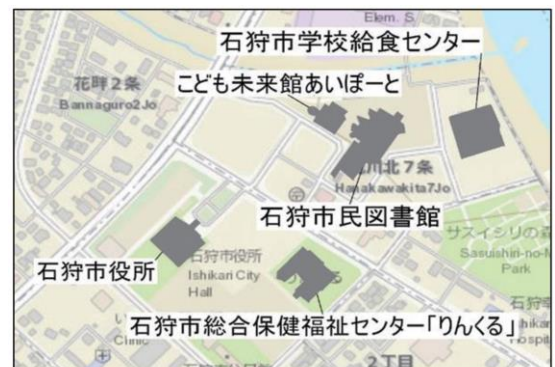 Elem. S
石狩市学校給食センター
こども未来館あいぽーと
花畔2条
Bannaguro2Jo
川北7条
Hanakawakita7Jo
石狩市民図書館
サスイシリの森
Sasuishiri-no-M
Park
石狩市役所
石狩市役所
Ishikari City
Hall
石狩
石狩市総合保健福祉センター「りんくる」
Clinic
2丁目